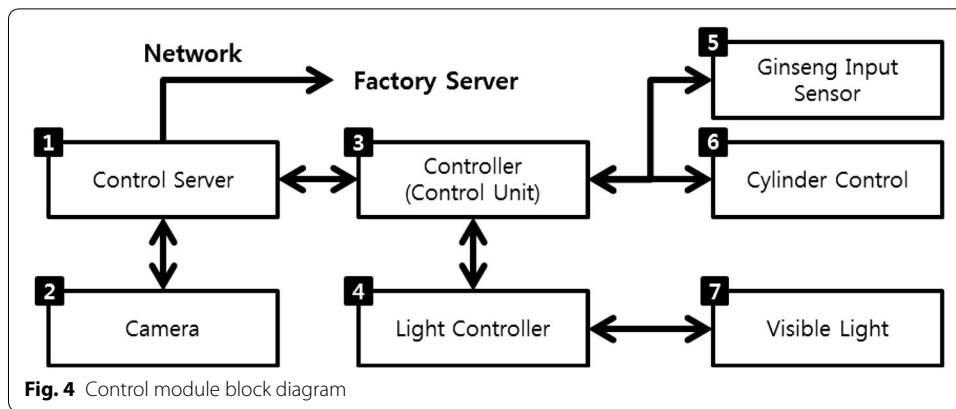 Network
Factory Server
1
Control Server
2
Camera
3
Controller
(Control Unit)
4
Light Controller
5
Ginseng Input
Sensor
6
Cylinder Control
7
Visible Light
Fig. 4 Control module block diagram